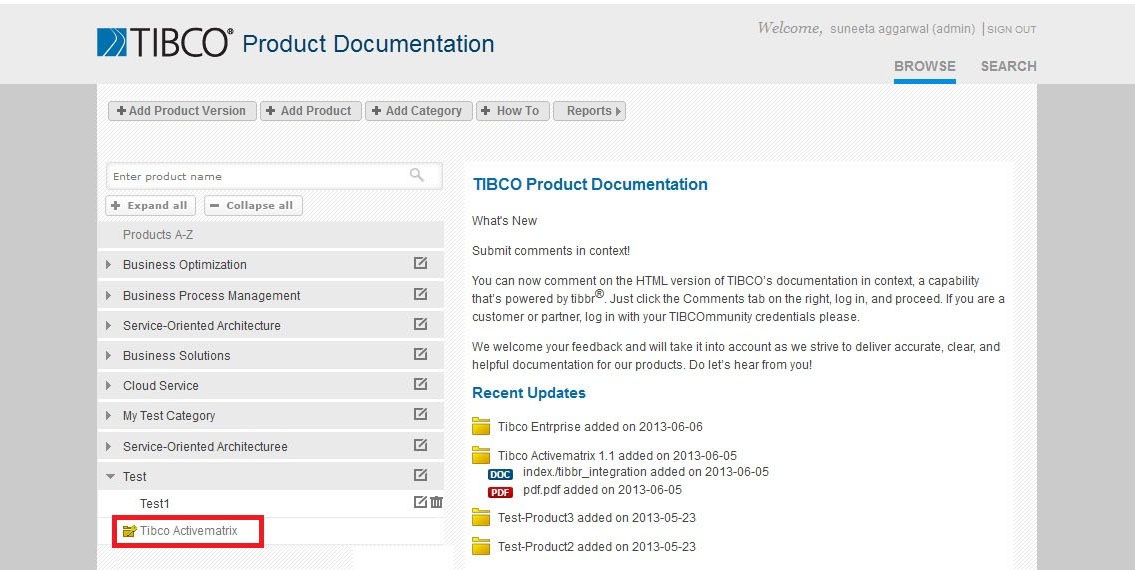 TIBCO® Product Documentation
Welcome, suneeta aggarwal (admin) | SIGN OUT
BROWSE SEARCH
+ Add Product Version + Add Product + Add Category + How To Reports
Enter product name
+ Expand all − Collapse all
Products A-Z
Business Optimization
Business Process Management
Service-Oriented Architecture
Business Solutions
Cloud Service
My Test Category
Service-Oriented Architecturee
Test
Test1
Tibco Activematrix
TIBCO Product Documentation
What's New
Submit comments in context!
You can now comment on the HTML version of TIBCO's documentation in context, a capability
that's powered by tibbr®. Just click the Comments tab on the right, log in, and proceed. If you are a
customer or partner, log in with your TIBCOmmunity credentials please.
We welcome your feedback and will take it into account as we strive to deliver accurate, clear, and
helpful documentation for our products. Do let's hear from you!
Recent Updates
Tibco Entrprise added on 2013-06-06
Tibco Activematrix 1.1 added on 2013-06-05
DOC index./tibbr_integration added on 2013-06-05
PDF pdf.pdf added on 2013-06-05
Test-Product3 added on 2013-05-23
Test-Product2 added on 2013-05-23